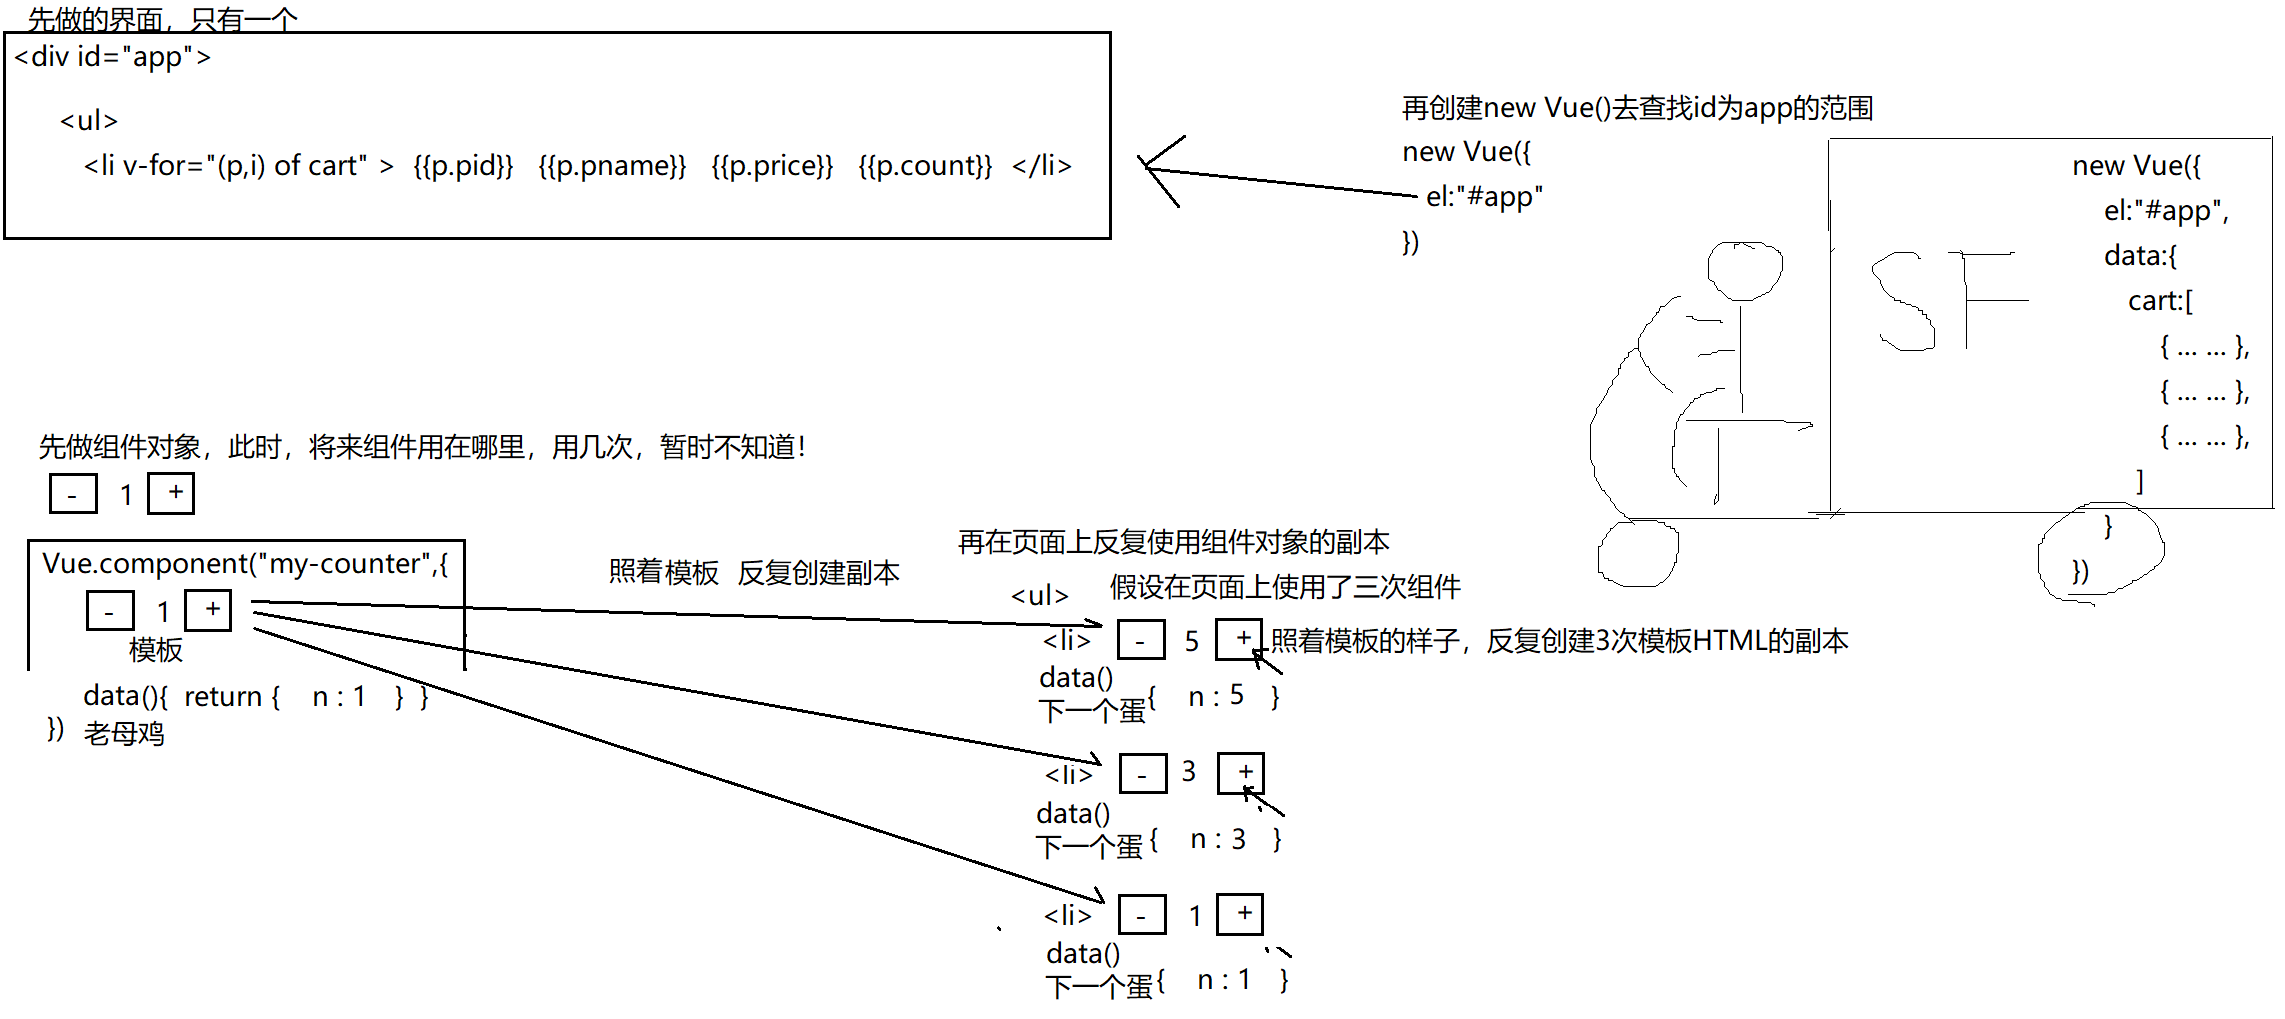 先做的界面，只有一个
<div id="app">
<ul>
<li v-for="(p,i) of cart" > {{p.pid}} {{p.pname}} {{p.price}} {{p.count}} </li>
再创建new Vue()去查找id为app的范围
new Vue({
el:"#app"
})
SF
new Vue({
el:"#app",
data:{
cart:[
{ ... ... },
{ ... ... },
{ ... ... },
]
}
})
先做组件对象，此时，将来组件用在哪里，用几次，暂时不知道！
- 1 +
Vue.component("my-counter",{
- 1 +
模板
data(){ return { n : 1 } }
})
老母鸡
照着模板 反复创建副本
再在页面上反复使用组件对象的副本
假设在页面上使用了三次组件
<ul>
<li> - 5 + 照着模板的样子，反复创建3次模板HTML的副本
data()
下一个蛋{ n : 5 }
<li> - 3 +
data()
下一个蛋{ n : 3 }
<li> - 1 +
data()
下一个蛋{ n : 1 }